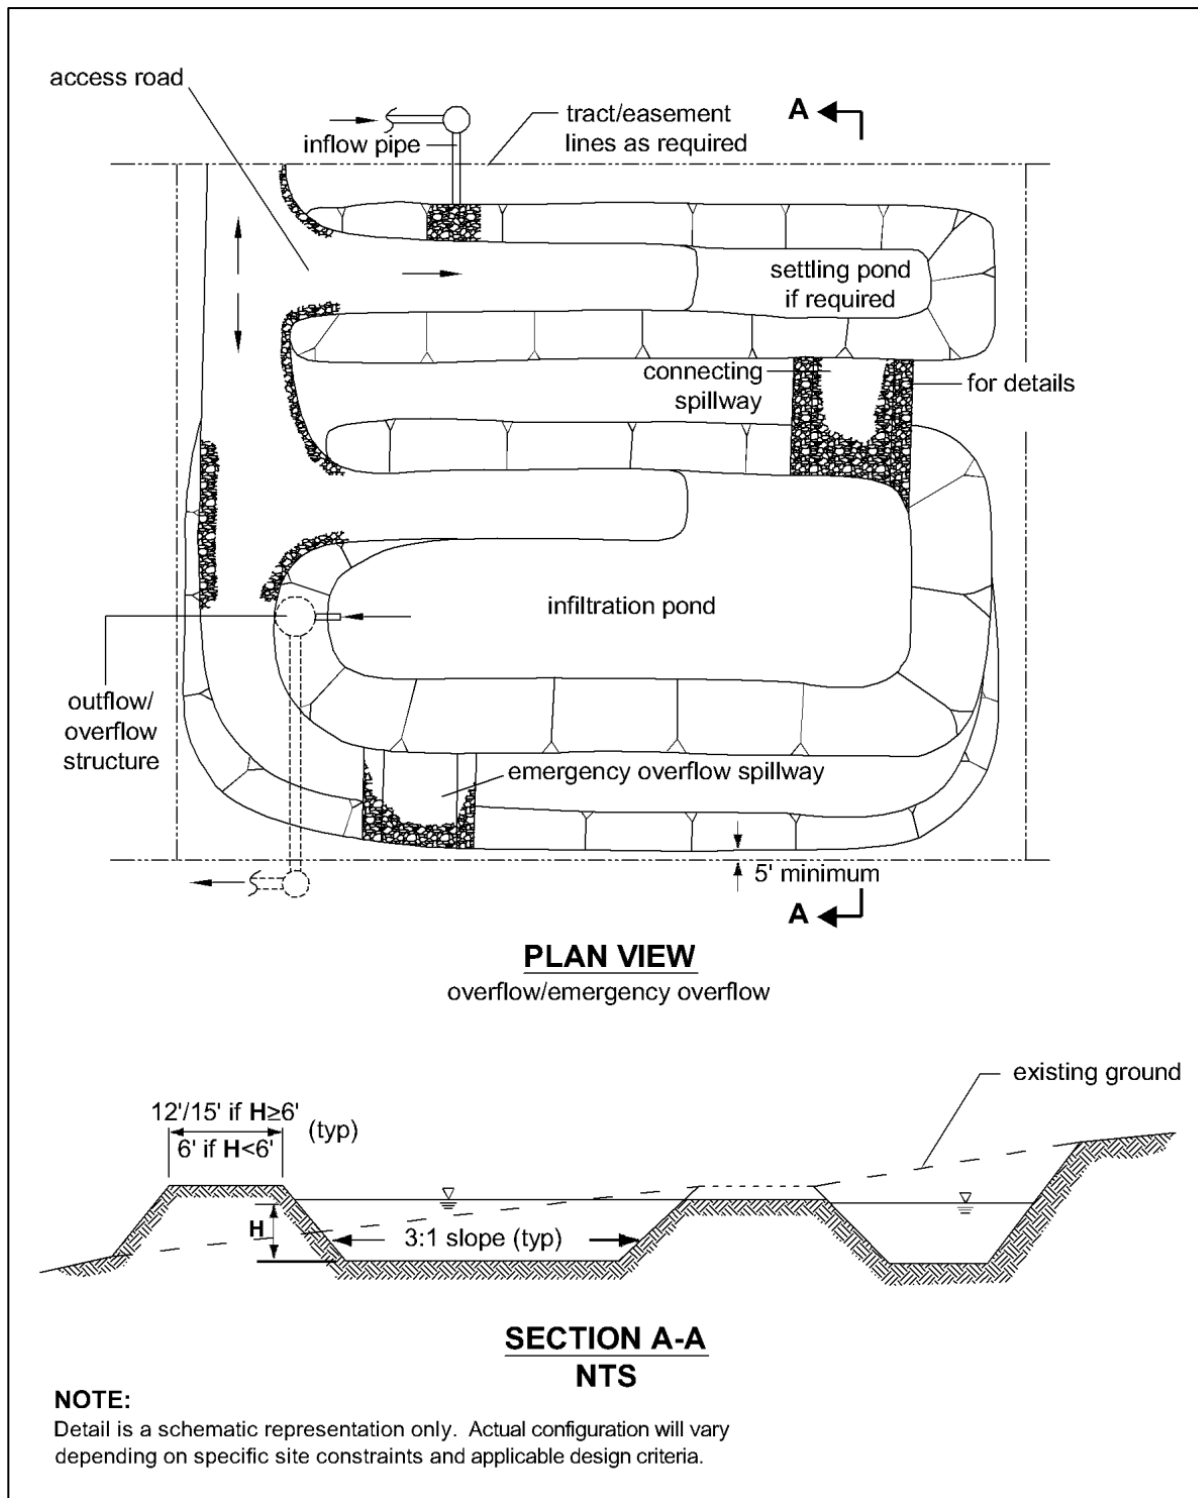 access road
inflow pipe
tract/easement
lines as required
A
settling pond
if required
connecting
spillway
for details
infiltration pond
outflow/
overflow
structure
emergency overflow spillway
5' minimum
A
PLAN VIEW
overflow/emergency overflow
existing ground
12'/15' if H≥6'
6' if H<6'
(typ)
H
3:1 slope (typ)
SECTION A-A
NTS
NOTE:
Detail is a schematic representation only. Actual configuration will vary
depending on specific site constraints and applicable design criteria.